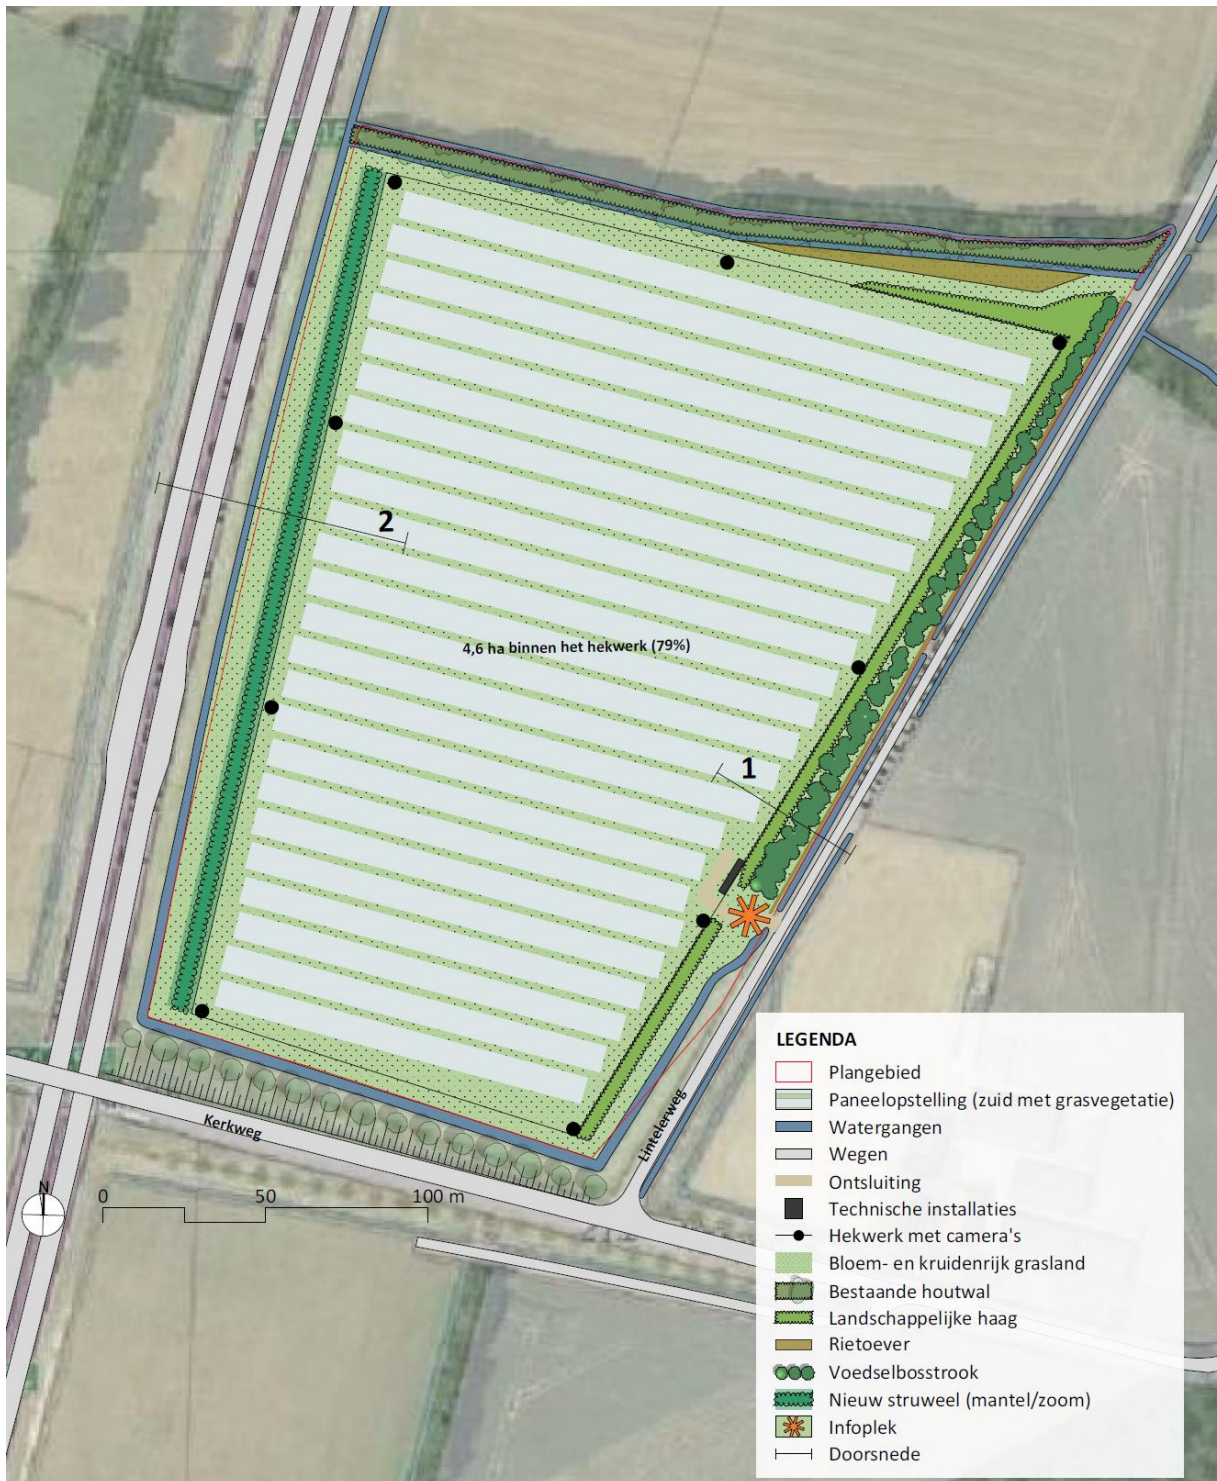 2
4,6 ha binnen het hekwerk (79%)
1
Kerkweg
Lintelerweg
N
0 50 100 m
LEGENDA
Plangebied
Paneelopstelling (zuid met grasvegetatie)
Watergangen
Wegen
Ontsluiting
Technische installaties
Hekwerk met camera's
Bloem- en kruidenrijk grasland
Bestaande houtwal
Landschappelijke haag
Rietoever
Voedselbosstrook
Nieuw struweel (mantel/zoom)
Infoplek
Doorsnede